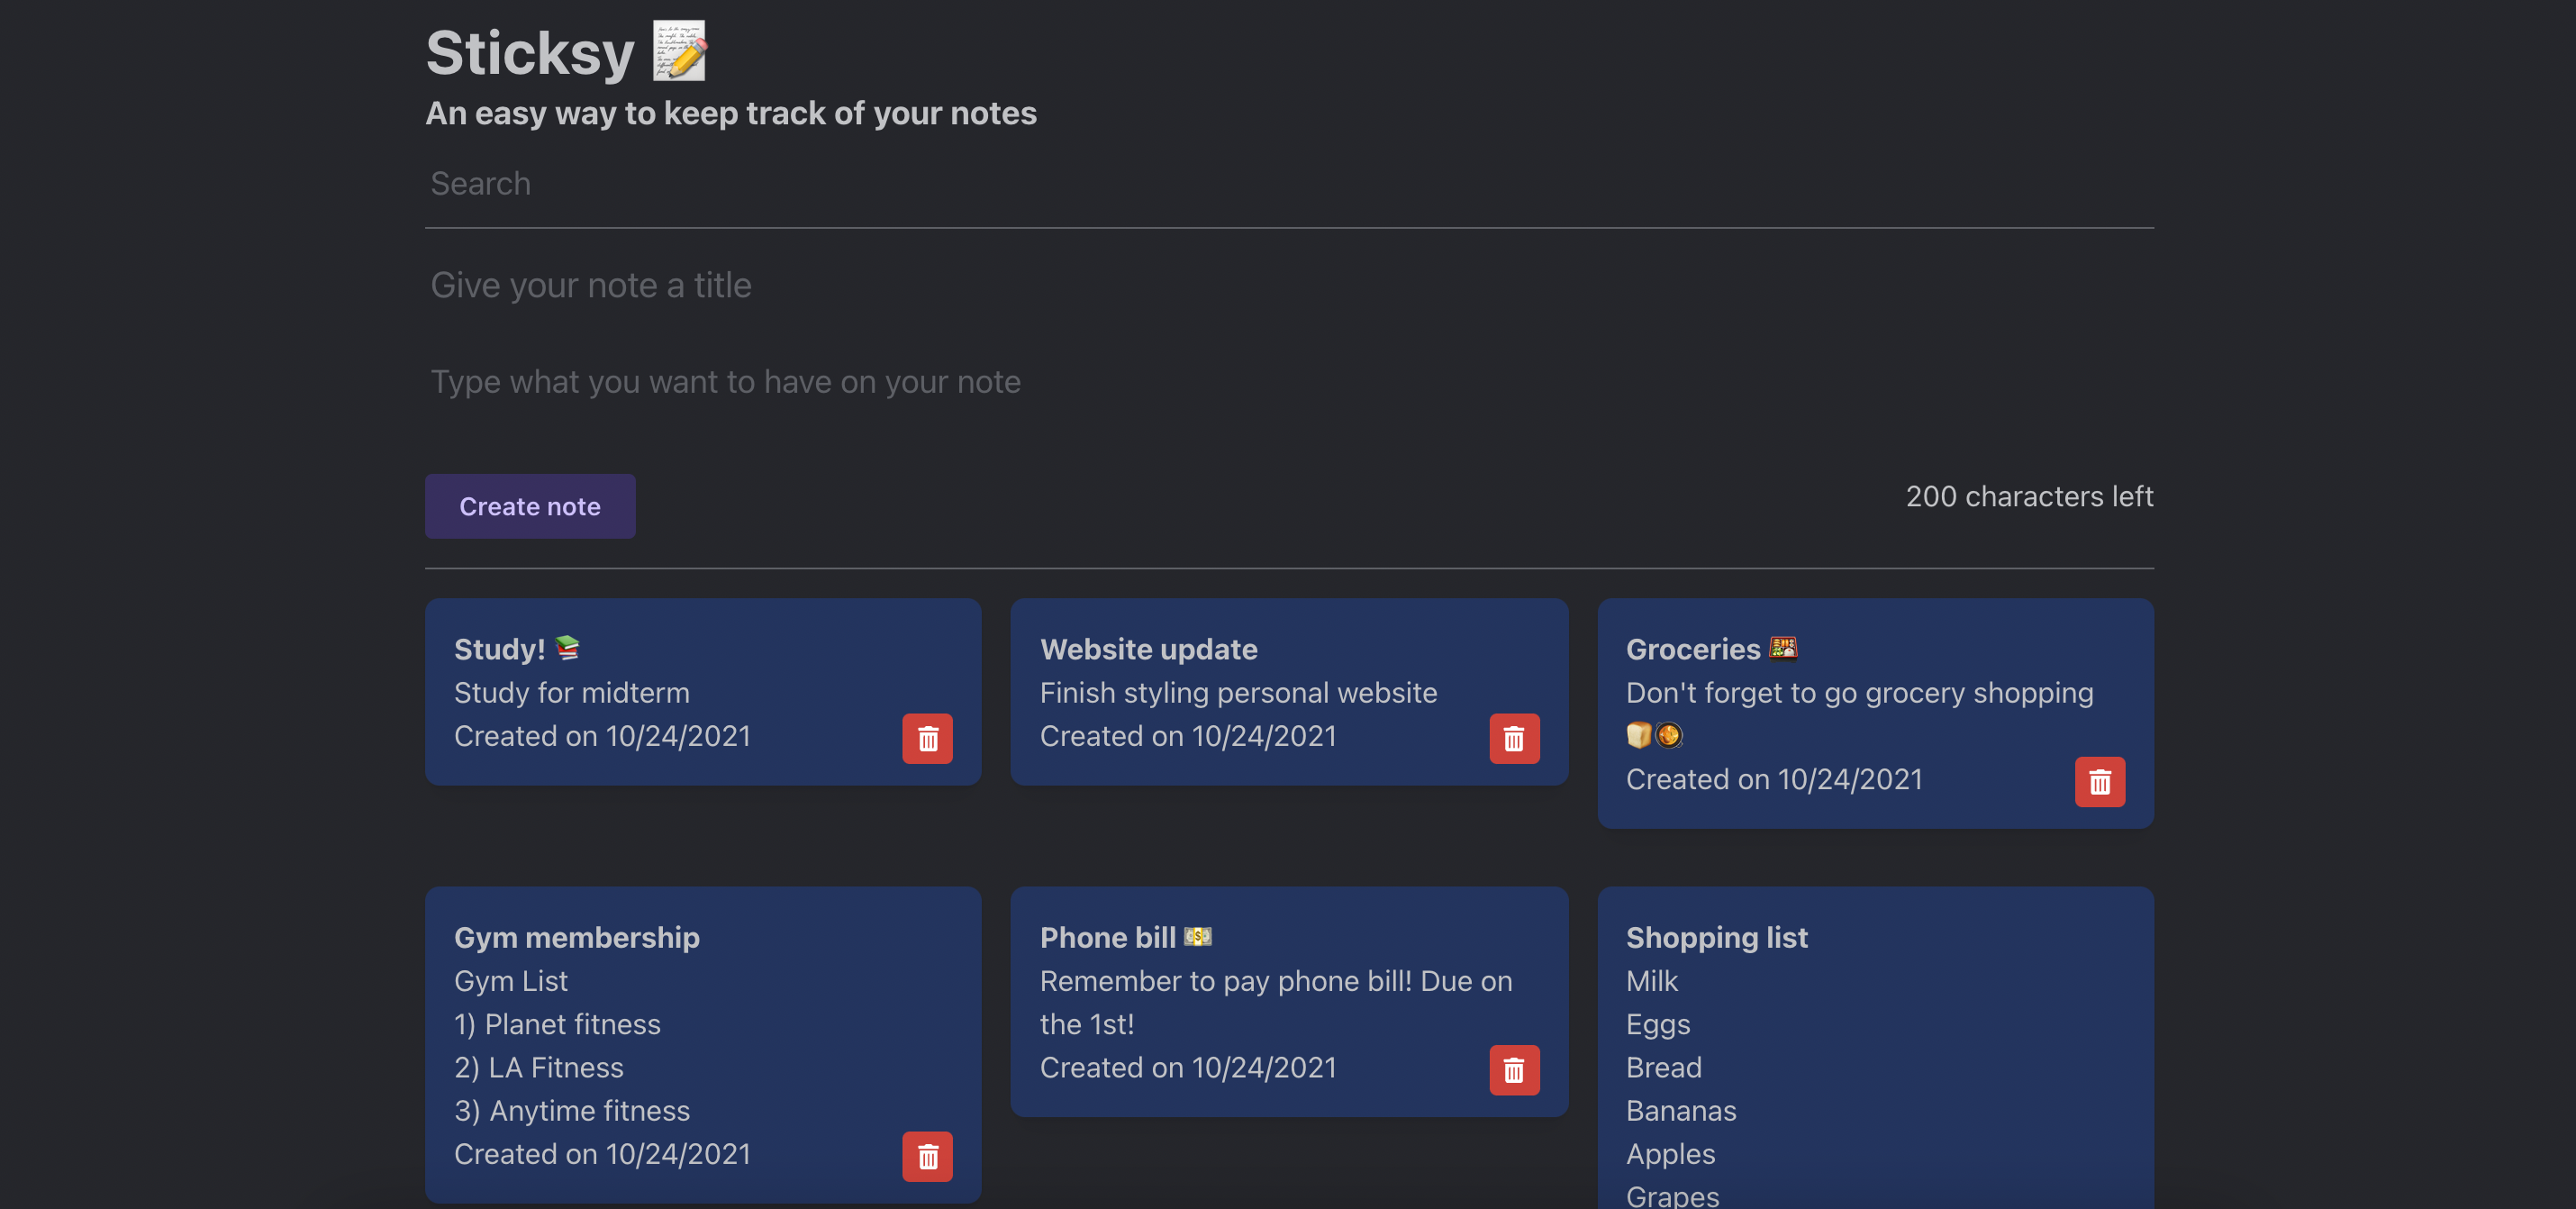 Sticksy 📝
An easy way to keep track of your notes
Search
Give your note a title
Type what you want to have on your note
Create note
200 characters left
Study! 📚
Study for midterm
Created on 10/24/2021
Website update
Finish styling personal website
Created on 10/24/2021
Groceries 🍱
Don't forget to go grocery shopping
🍞🥘
Created on 10/24/2021
Gym membership
Gym List
1) Planet fitness
2) LA Fitness
3) Anytime fitness
Created on 10/24/2021
Phone bill 💵
Remember to pay phone bill! Due on
the 1st!
Created on 10/24/2021
Shopping list
Milk
Eggs
Bread
Bananas
Apples
Grapes